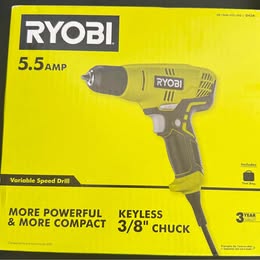 RYOBI
5.5 AMP
RYOBI
Variable Speed Drill
MORE POWERFUL
& MORE COMPACT
KEYLESS
3/8" CHUCK
3 YEAR